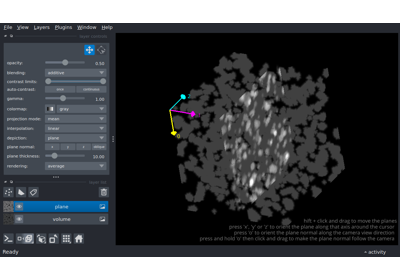 File View Layers Plugins Window Help
opacity: 0.50
blending: additive
contrast limits:
auto-contrast: once continuous
gamma: 1.00
colormap: gray
projection mode: mean
interpolation: linear
depiction: plane
plane normal: x y z oblique
plane thickness: 10.00
rendering: average
plane
volume
hift + click and drag to move the planes
press 'x', 'y' or 'z' to orient the plane along that axis around the cursor
press 'o' to orient the plane normal along the camera view direction
press and hold 'o' then click and drag to make the plane normal follow the camera
Ready activity